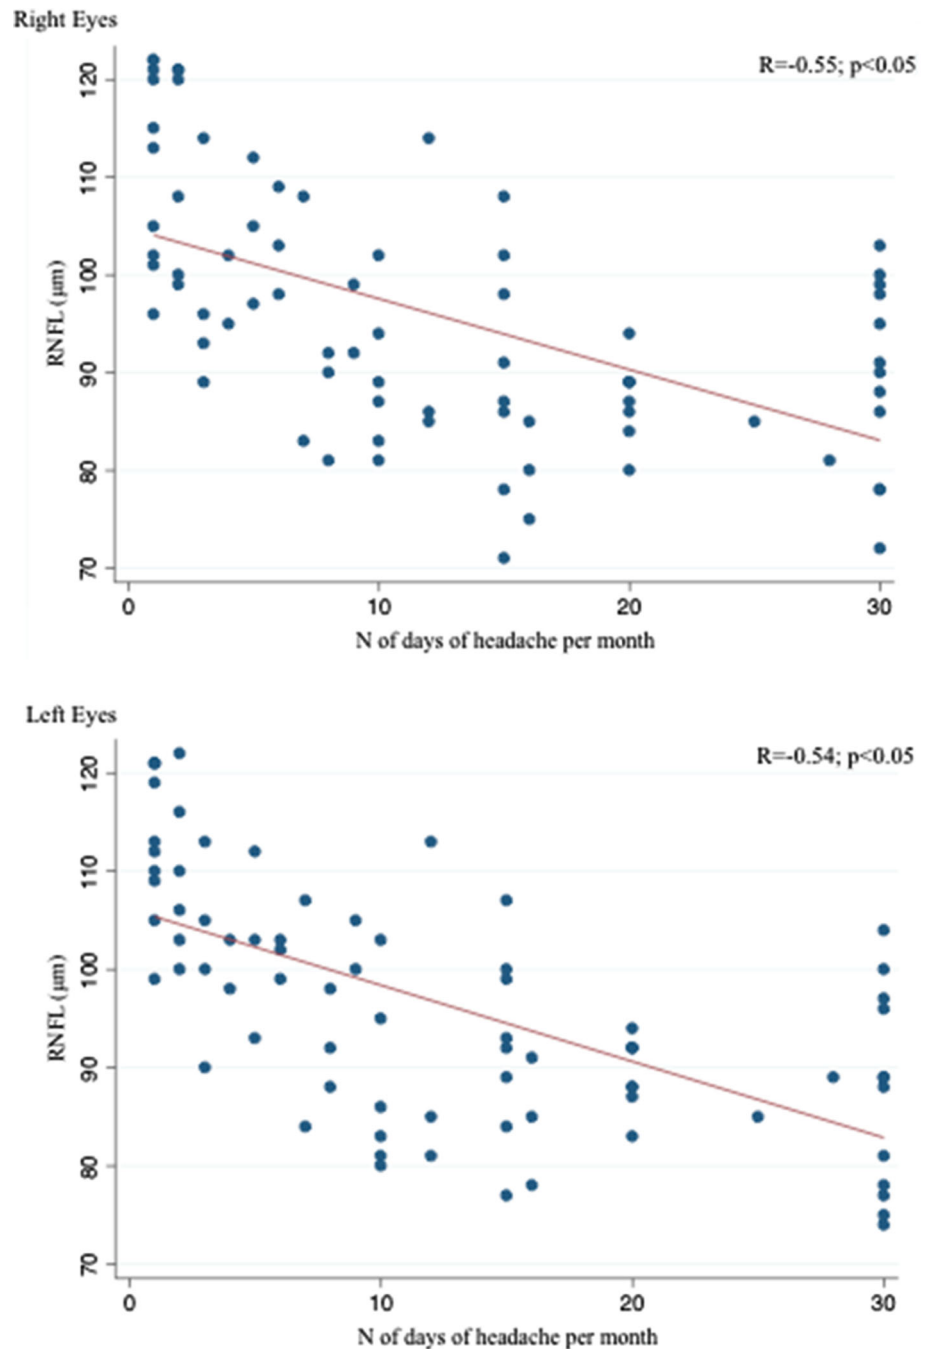 Right Eyes
R=-0.55; p<0.05
RNFL (µm)
120
110
100
90
80
70
0 10 20 30
N of days of headache per month
Left Eyes
R=-0.54; p<0.05
RNFL (µm)
120
110
100
90
80
70
0 10 20 30
N of days of headache per month